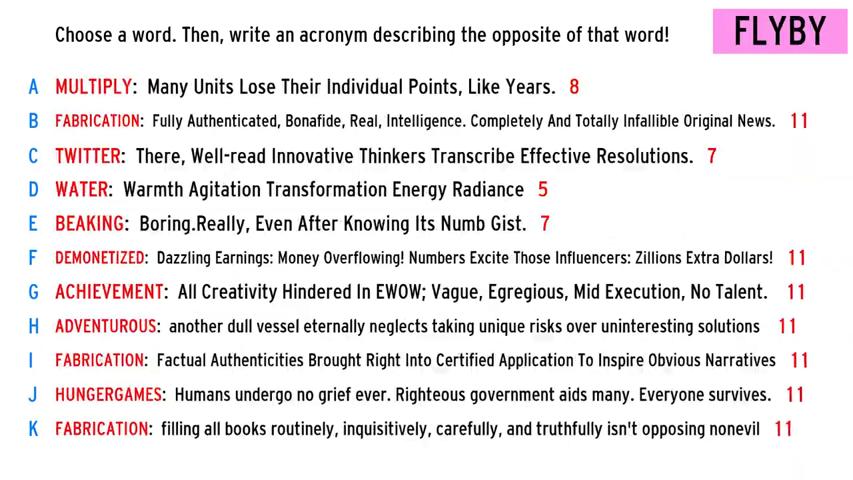 Choose a word. Then, write an acronym describing the opposite of that word!
FLYBY
A MULTIPLY: Many Units Lose Their Individual Points, Like Years. 8
B FABRICATION: Fully Authenticated, Bonafide, Real, Intelligence. Completely And Totally Infallible Original News. 11
C TWITTER: There, Well-read Innovative Thinkers Transcribe Effective Resolutions. 7
D WATER: Warmth Agitation Transformation Energy Radiance 5
E BEAKING: Boring.Really, Even After Knowing Its Numb Gist. 7
F DEMONETIZED: Dazzling Earnings: Money Overflowing! Numbers Excite Those Influencers: Zillions Extra Dollars! 11
G ACHIEVEMENT: All Creativity Hindered In EWOW; Vague, Egregious, Mid Execution, No Talent. 11
H ADVENTUROUS: another dull vessel eternally neglects taking unique risks over uninteresting solutions 11
I FABRICATION: Factual Authenticities Brought Right Into Certified Application To Inspire Obvious Narratives 11
J HUNGERGAMES: Humans undergo no grief ever. Righteous government aids many. Everyone survives. 11
K FABRICATION: filling all books routinely, inquisitively, carefully, and truthfully isn't opposing nonevil 11